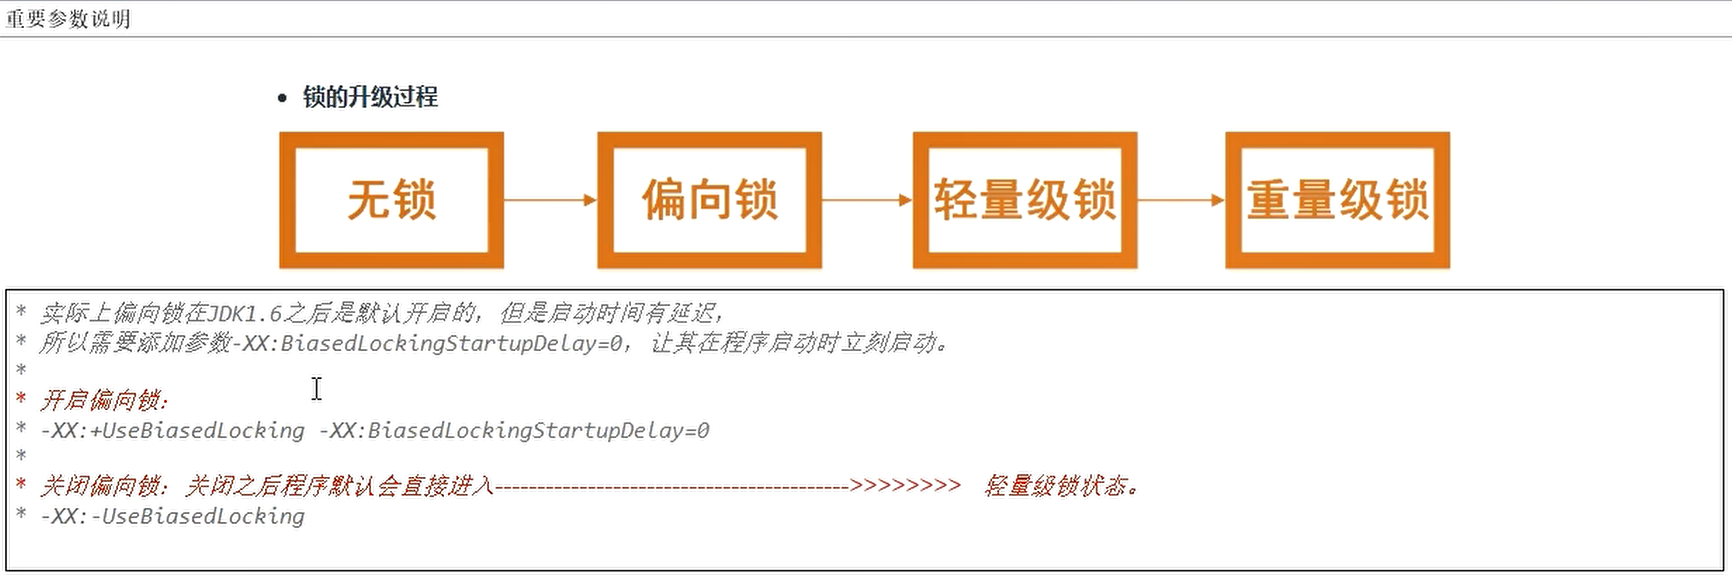 重要参数说明
• 锁的升级过程
无锁
偏向锁
轻量级锁
重量级锁
* 实际上偏向锁在JDK1.6之后是默认开启的，但是启动时间有延迟，
* 所以需要添加参数-XX:BiasedLockingStartupDelay=0，让其在程序启动时立刻启动。
*
* 开启偏向锁：
* -XX:+UseBiasedLocking -XX:BiasedLockingStartupDelay=0
*
* 关闭偏向锁：关闭之后程序默认会直接进入------------------------------------------>>>>>>>> 轻量级锁状态。
* -XX:-UseBiasedLocking